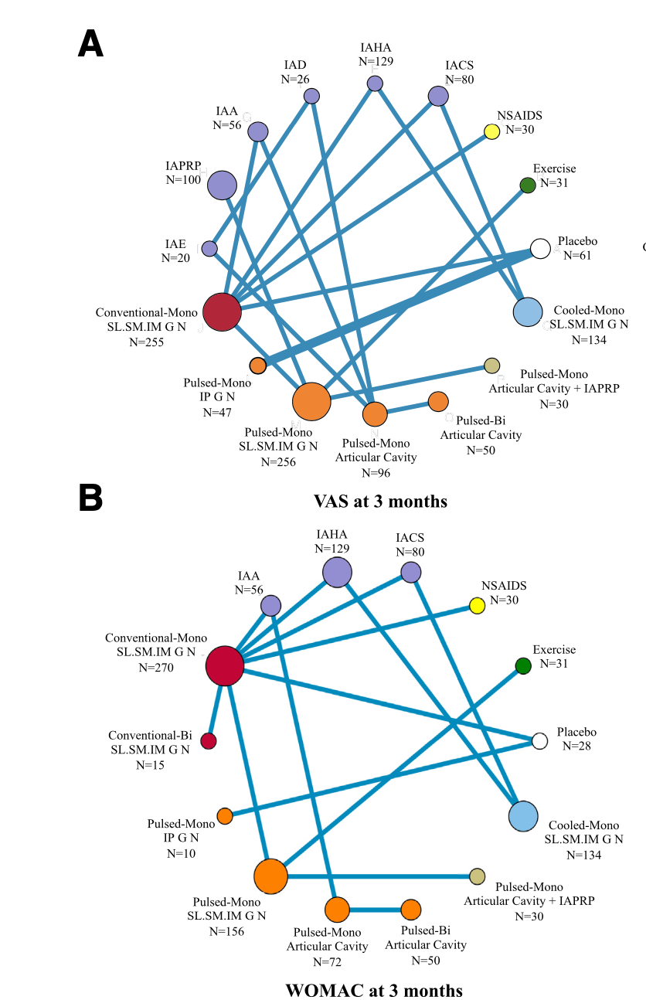 A
IAHA
N=129
IAD
N=26
IACS
N=80
IAA
N=56
NSAIDS
N=30
IAPRP
N=100
Exercise
N=31
IAE
N=20
Placebo
N=61
Conventional-Mono
SL.SM.IM G N
N=255
Cooled-Mono
SL.SM.IM G N
N=134
Pulsed-Mono
IP G N
N=47
Pulsed-Mono
Articular Cavity + IAPRP
N=30
Pulsed-Mono
SL.SM.IM G N
N=256
Pulsed-Mono
Articular Cavity
N=96
Pulsed-Bi
Articular Cavity
N=50
VAS at 3 months
B
IAHA
N=129
IACS
N=80
IAA
N=56
NSAIDS
N=30
Conventional-Mono
SL.SM.IM G N
N=270
Exercise
N=31
Conventional-Bi
SL.SM.IM G N
N=15
Placebo
N=28
Pulsed-Mono
IP G N
N=10
Cooled-Mono
SL.SM.IM G N
N=134
Pulsed-Mono
SL.SM.IM G N
N=156
Pulsed-Mono
Articular Cavity + IAPRP
N=30
Pulsed-Mono
Articular Cavity
N=72
Pulsed-Bi
Articular Cavity
N=50
WOMAC at 3 months